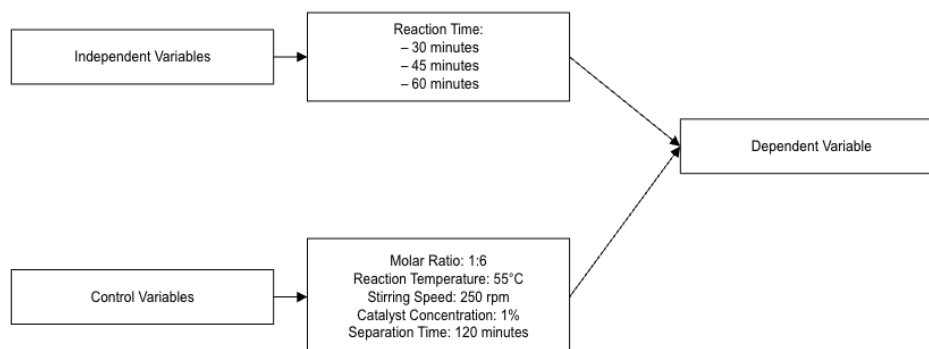 Independent Variables
Reaction Time:
– 30 minutes
– 45 minutes
– 60 minutes
Dependent Variable
Control Variables
Molar Ratio: 1:6
Reaction Temperature: 55°C
Stirring Speed: 250 rpm
Catalyst Concentration: 1%
Separation Time: 120 minutes